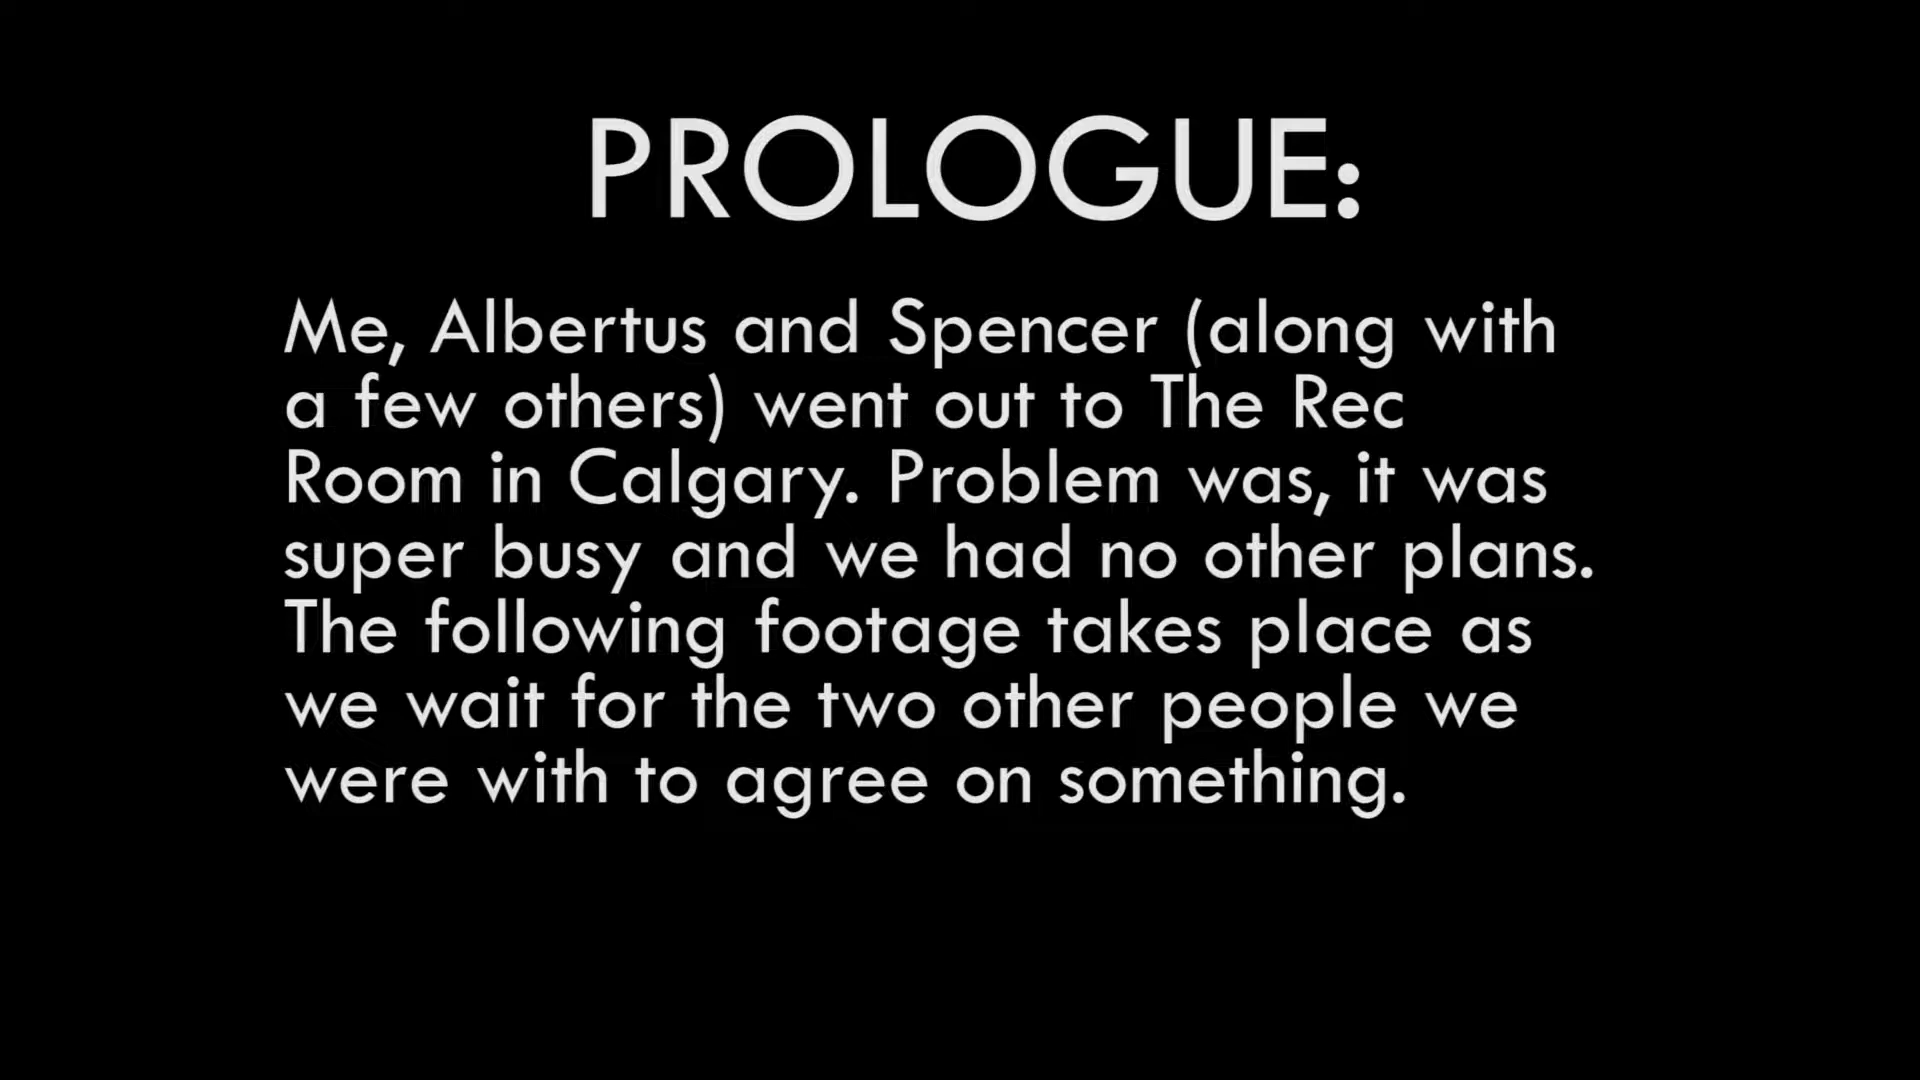 PROLOGUE:
Me, Albertus and Spencer (along with
a few others) went out to The Rec
Room in Calgary. Problem was, it was
super busy and we had no other plans.
The following footage takes place as
we wait for the two other people we
were with to agree on something.